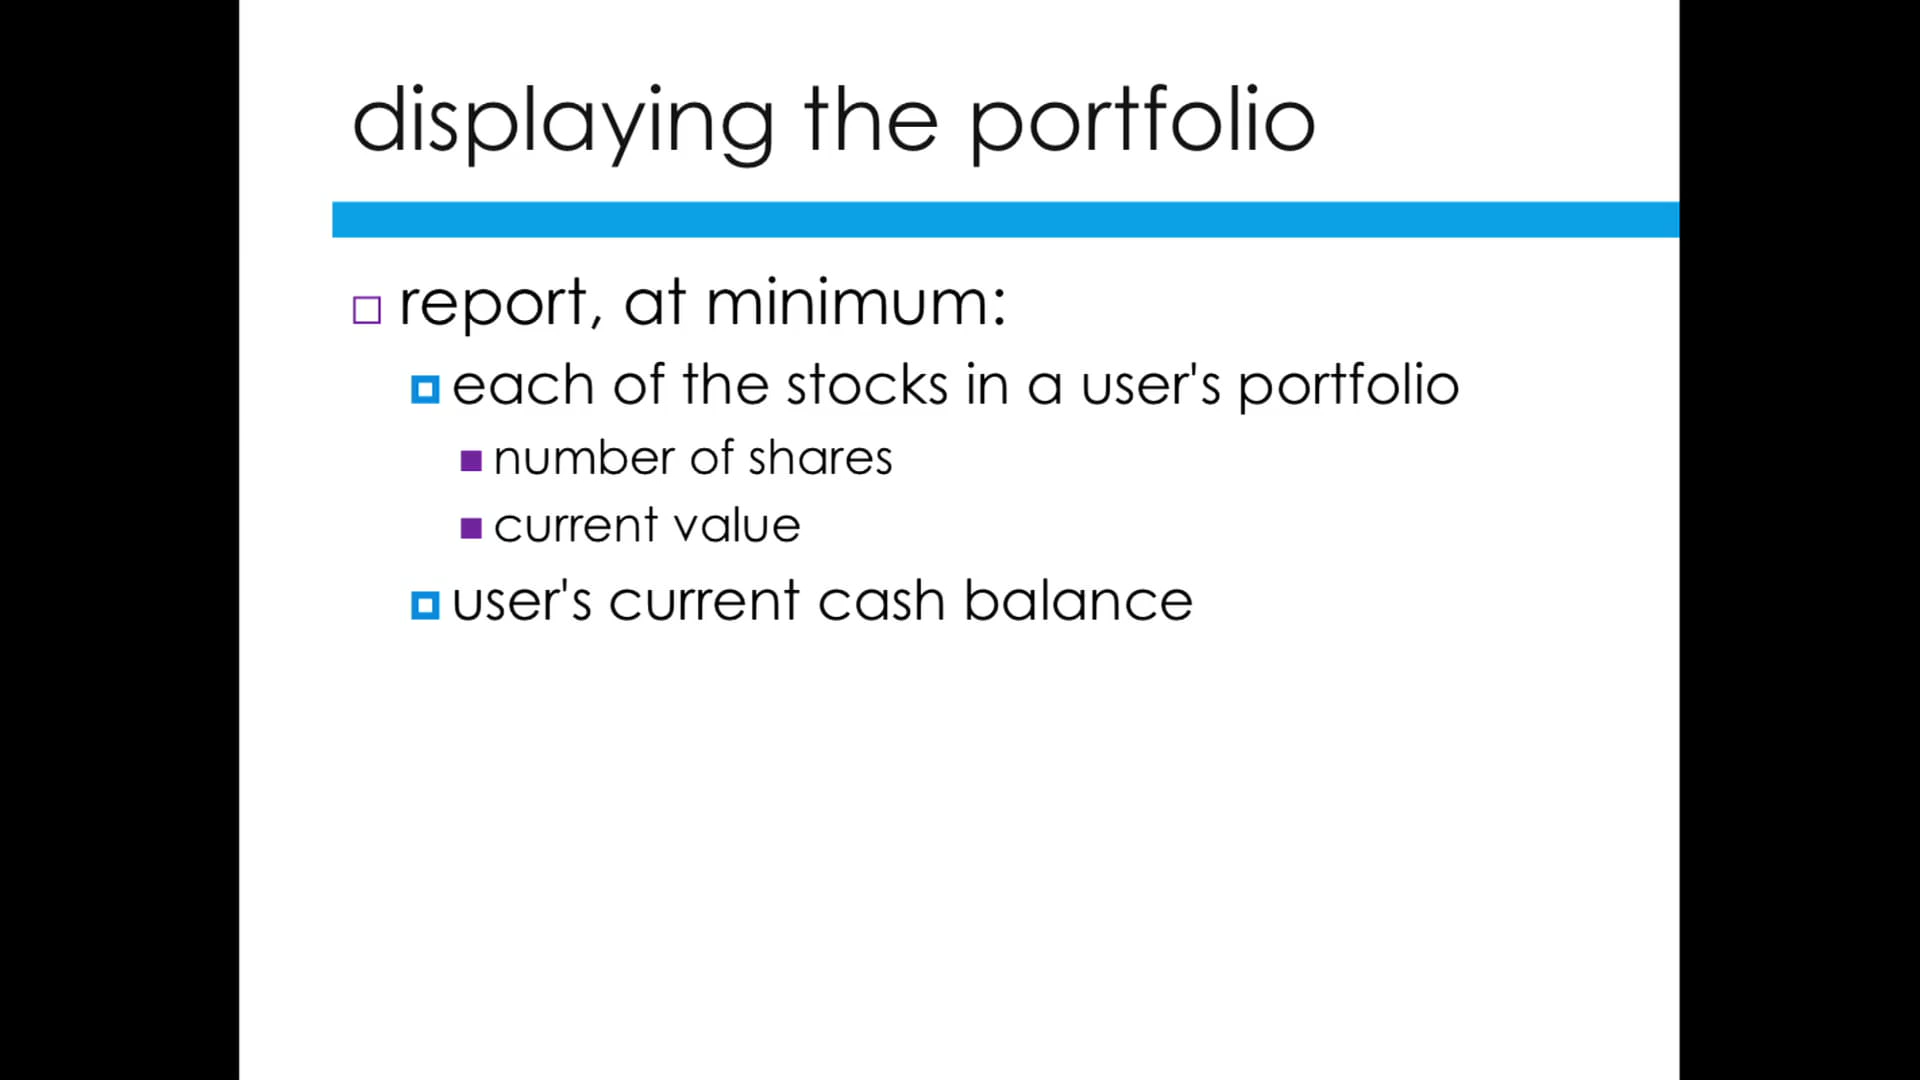 displaying the portfolio
report, at minimum:
each of the stocks in a user's portfolio
number of shares
current value
user's current cash balance